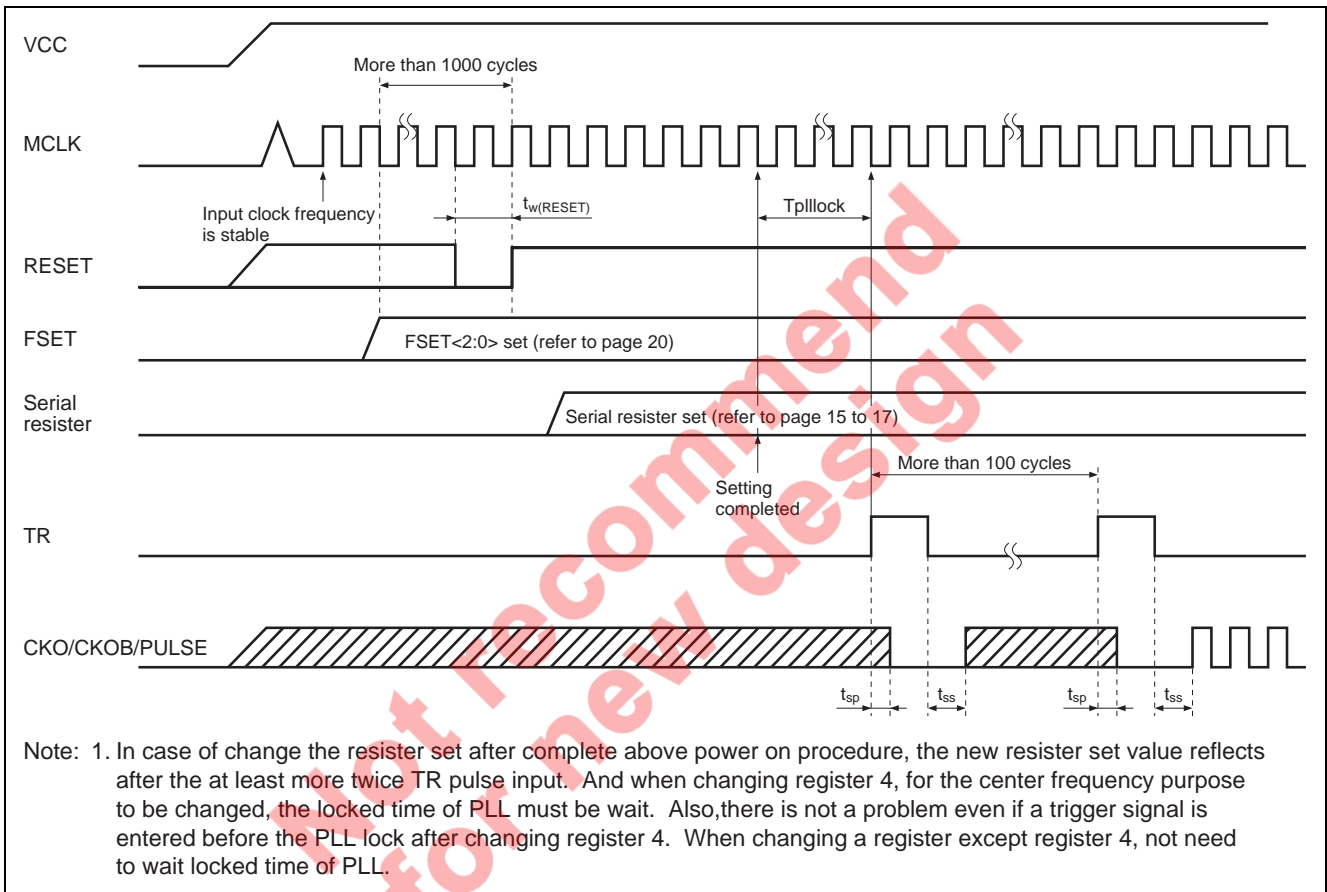 VCC
More than 1000 cycles
MCLK
Input clock frequency
is stable
tw(RESET)
Tplllock
RESET
FSET
FSET<2:0> set (refer to page 20)
Serial
resister
Serial resister set (refer to page 15 to 17)
Setting
completed
More than 100 cycles
TR
CKO/CKOB/PULSE
tsp
tss
tsp
tss
Note: 1. In case of change the resister set after complete above power on procedure, the new resister set value reflects
after the at least more twice TR pulse input. And when changing register 4, for the center frequency purpose
to be changed, the locked time of PLL must be wait. Also,there is not a problem even if a trigger signal is
entered before the PLL lock after changing register 4. When changing a register except register 4, not need
to wait locked time of PLL.
Not recommend
for new design